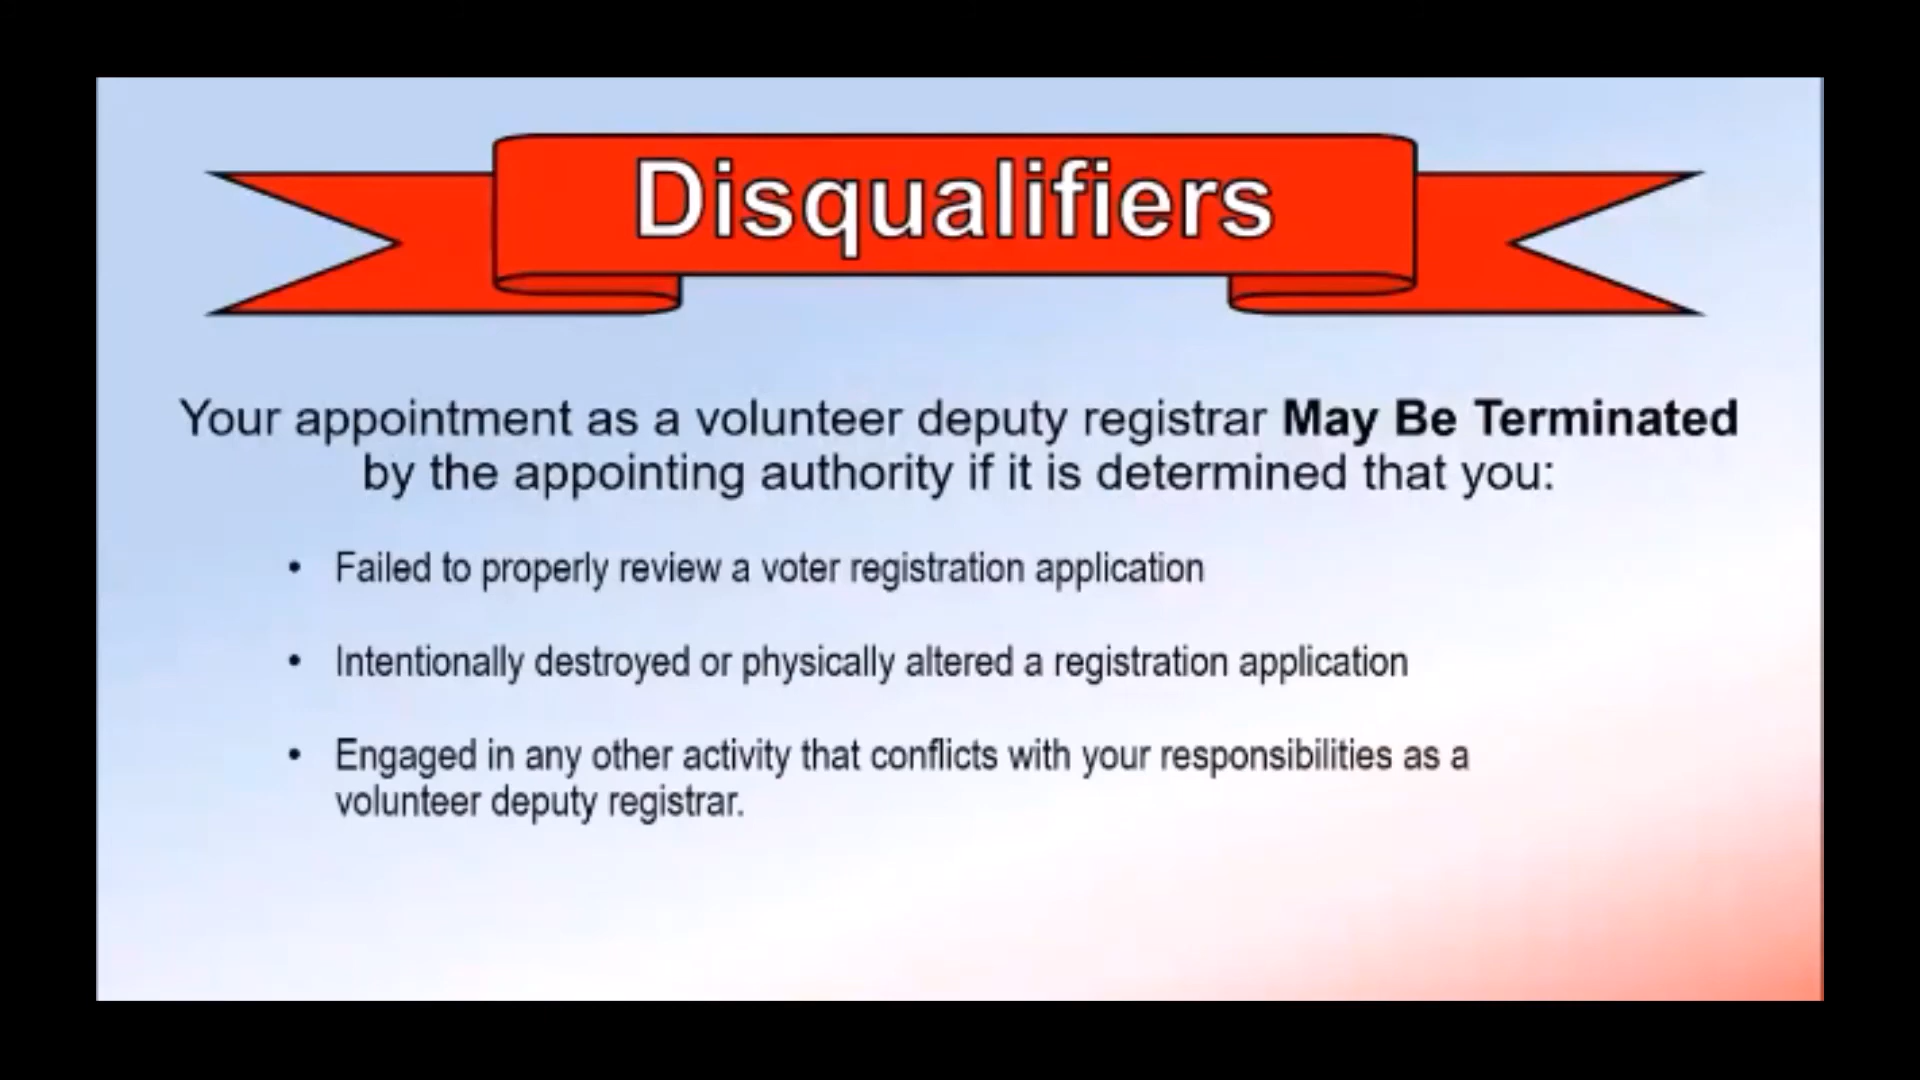 Disqualifiers
Your appointment as a volunteer deputy registrar May Be Terminated
by the appointing authority if it is determined that you:
• Failed to properly review a voter registration application
• Intentionally destroyed or physically altered a registration application
• Engaged in any other activity that conflicts with your responsibilities as a
volunteer deputy registrar.